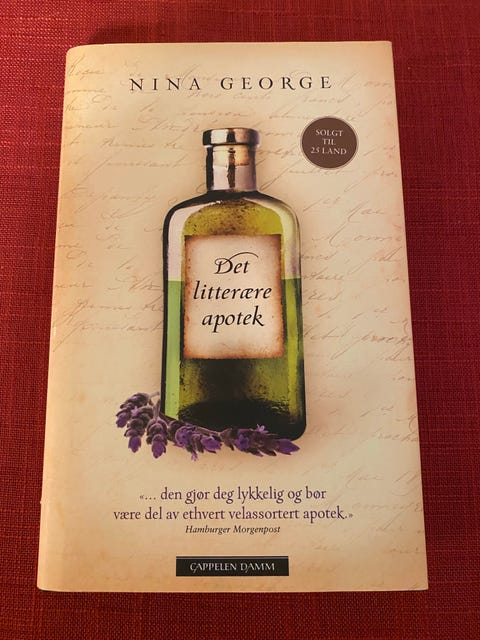 NINA GEORGE
SOLGT
TIL
25 LAND
Det
litterære
apotek
«... den gjør deg lykkelig og bør
være del av ethvert velassortert apotek.»
Hamburger Morgenpost
CAPPELEN DAMM